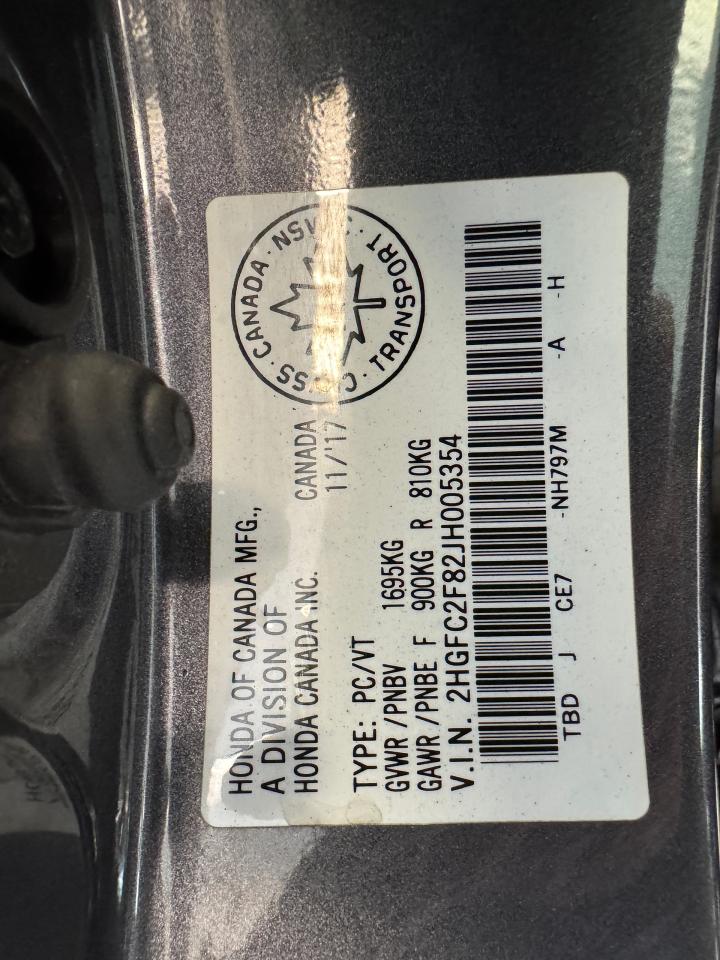 HONDA OF CANADA MFG.,
A DIVISION OF
HONDA CANADA INC.
CANADA
11/'17
TYPE: PC/VT
GVWR/PNBV 1695KG
GAWR/PNBE F 900KG R 810KG
V.I.N. 2HGFC2F82JH005354
TBD J CE7 -NH797M -A -H
CANADA
TRANSPORT